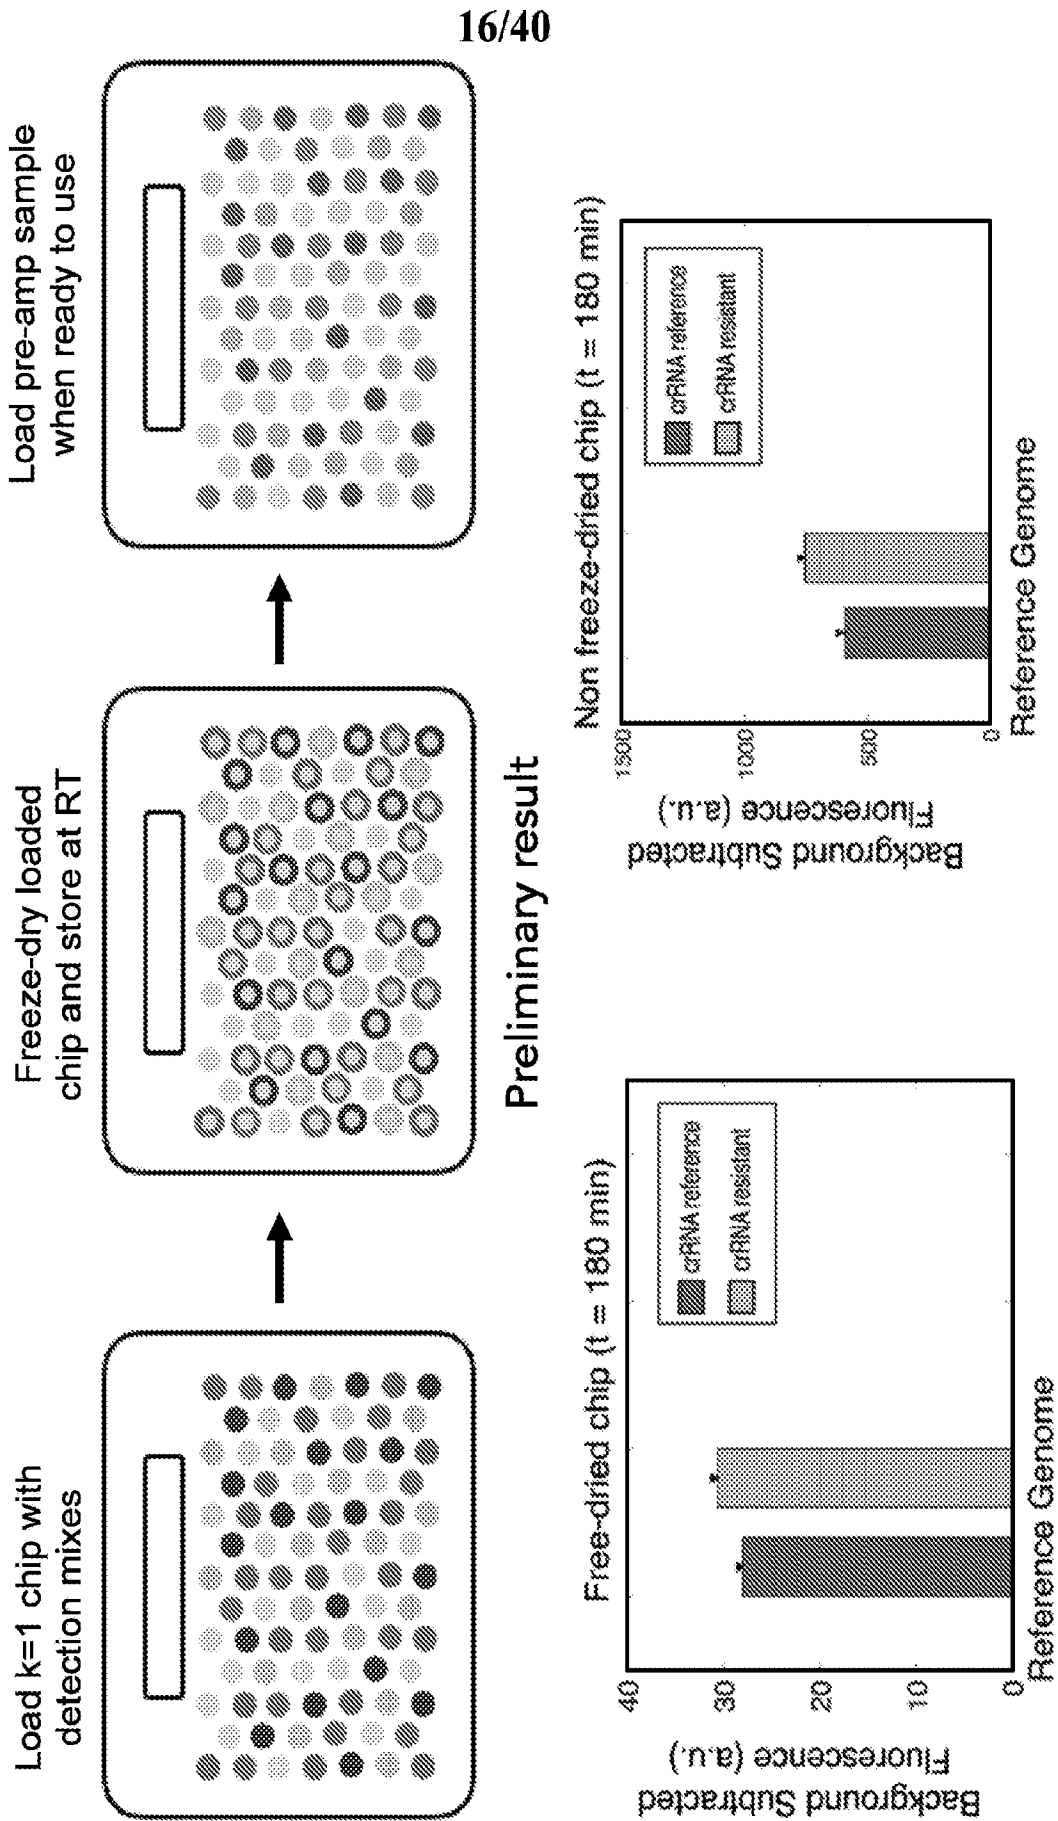 16/40
Load k=1 chip with
detection mixes
Freeze-dry loaded
chip and store at RT
Load pre-amp sample
when ready to use
Preliminary result
Free-dried chip (t = 180 min)
crRNA reference
crRNA resistant
40
30
20
10
0
Background Subtracted
Fluorescence (a.u.)
Reference Genome
Non freeze-dried chip (t = 180 min)
crRNA reference
crRNA resistant
1500
1000
500
0
Background Subtracted
Fluorescence (a.u.)
Reference Genome